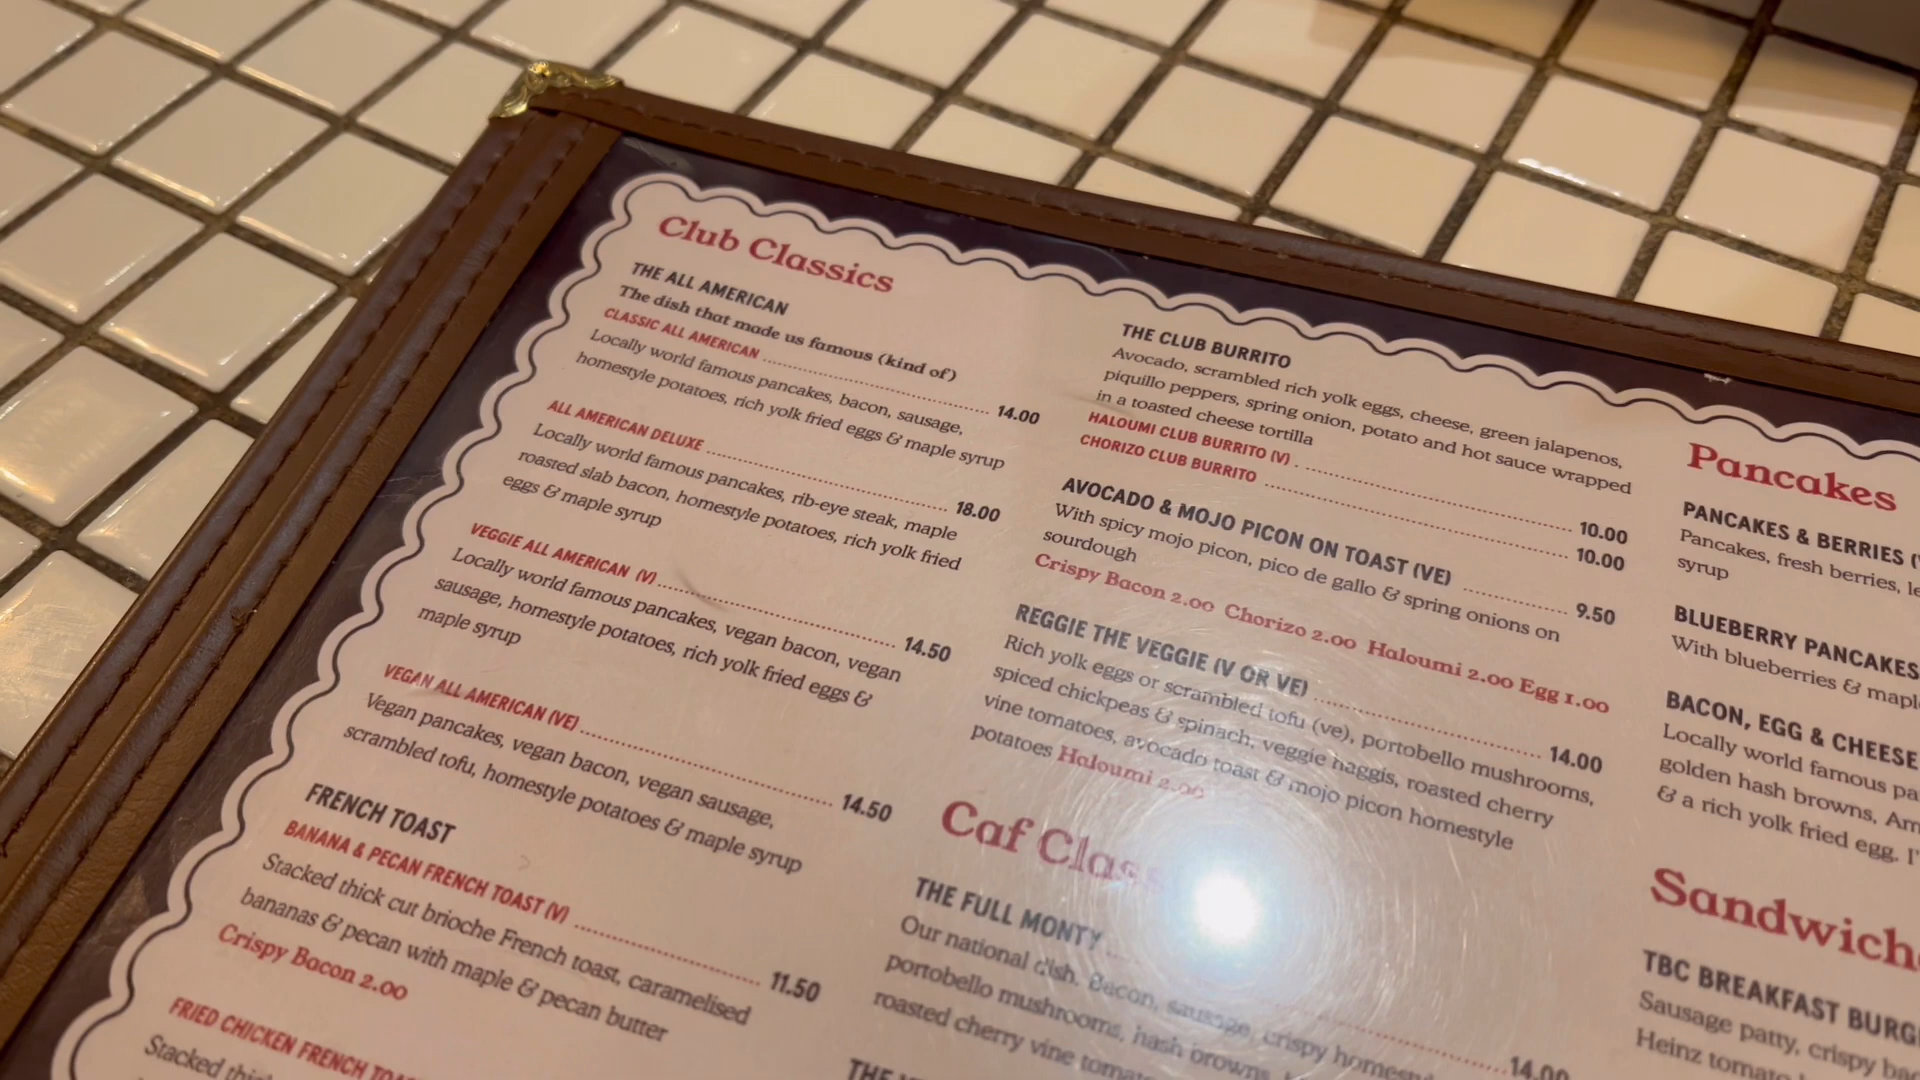 Club Classics
THE ALL AMERICAN
The dish that made us famous (kind of)
CLASSIC ALL AMERICAN 14.00
Locally world famous pancakes, bacon, sausage,
homestyle potatoes, rich yolk fried eggs & maple syrup
ALL AMERICAN DELUXE 18.00
Locally world famous pancakes, rib-eye steak, maple
roasted slab bacon, homestyle potatoes, rich yolk fried
eggs & maple syrup
VEGGIE ALL AMERICAN (V) 14.50
Locally world famous pancakes, vegan bacon, vegan
sausage, homestyle potatoes, rich yolk fried eggs &
maple syrup
VEGAN ALL AMERICAN (VE) 14.50
Vegan pancakes, vegan bacon, vegan sausage,
scrambled tofu, homestyle potatoes & maple syrup
FRENCH TOAST
BANANA & PECAN FRENCH TOAST (V) 11.50
Stacked thick cut brioche French toast, caramelised
bananas & pecan with maple & pecan butter
Crispy Bacon 2.00
FRIED CHICKEN FRENCH
Stacked
THE CLUB BURRITO
Avocado, scrambled rich yolk eggs, cheese, green jalapenos,
piquillo peppers, spring onion, potato and hot sauce wrapped
in a toasted cheese tortilla
HALOUMI CLUB BURRITO (V) 10.00
CHORIZO CLUB BURRITO 10.00
AVOCADO & MOJO PICON ON TOAST (VE) 9.50
With spicy mojo picon, pico de gallo & spring onions on
sourdough
Crispy Bacon 2.00 Chorizo 2.00 Haloumi 2.00 Egg 1.00
REGGIE THE VEGGIE (V OR VE) 14.00
Rich yolk eggs or scrambled tofu (ve), portobello mushrooms,
spiced chickpeas & spinach, veggie haggis, roasted cherry
vine tomatoes, avocado toast & mojo picon homestyle
potatoes Haloumi 2.00
Caf
THE FULL MONTY 14.00
Our national dish. Bacon, sausage, crispy
portobello mushrooms, hash browns,
roasted cherry vine
THE
Pancakes
PANCAKES & BERRIES
Pancakes, fresh berries,
syrup
BLUEBERRY PANCAKES
With blueberries &
BACON, EGG & CHEESE
Locally world famous
golden hash browns,
& a rich yolk fried egg.
TBC BREAKFAST
Sausage patty, crispy
Heinz